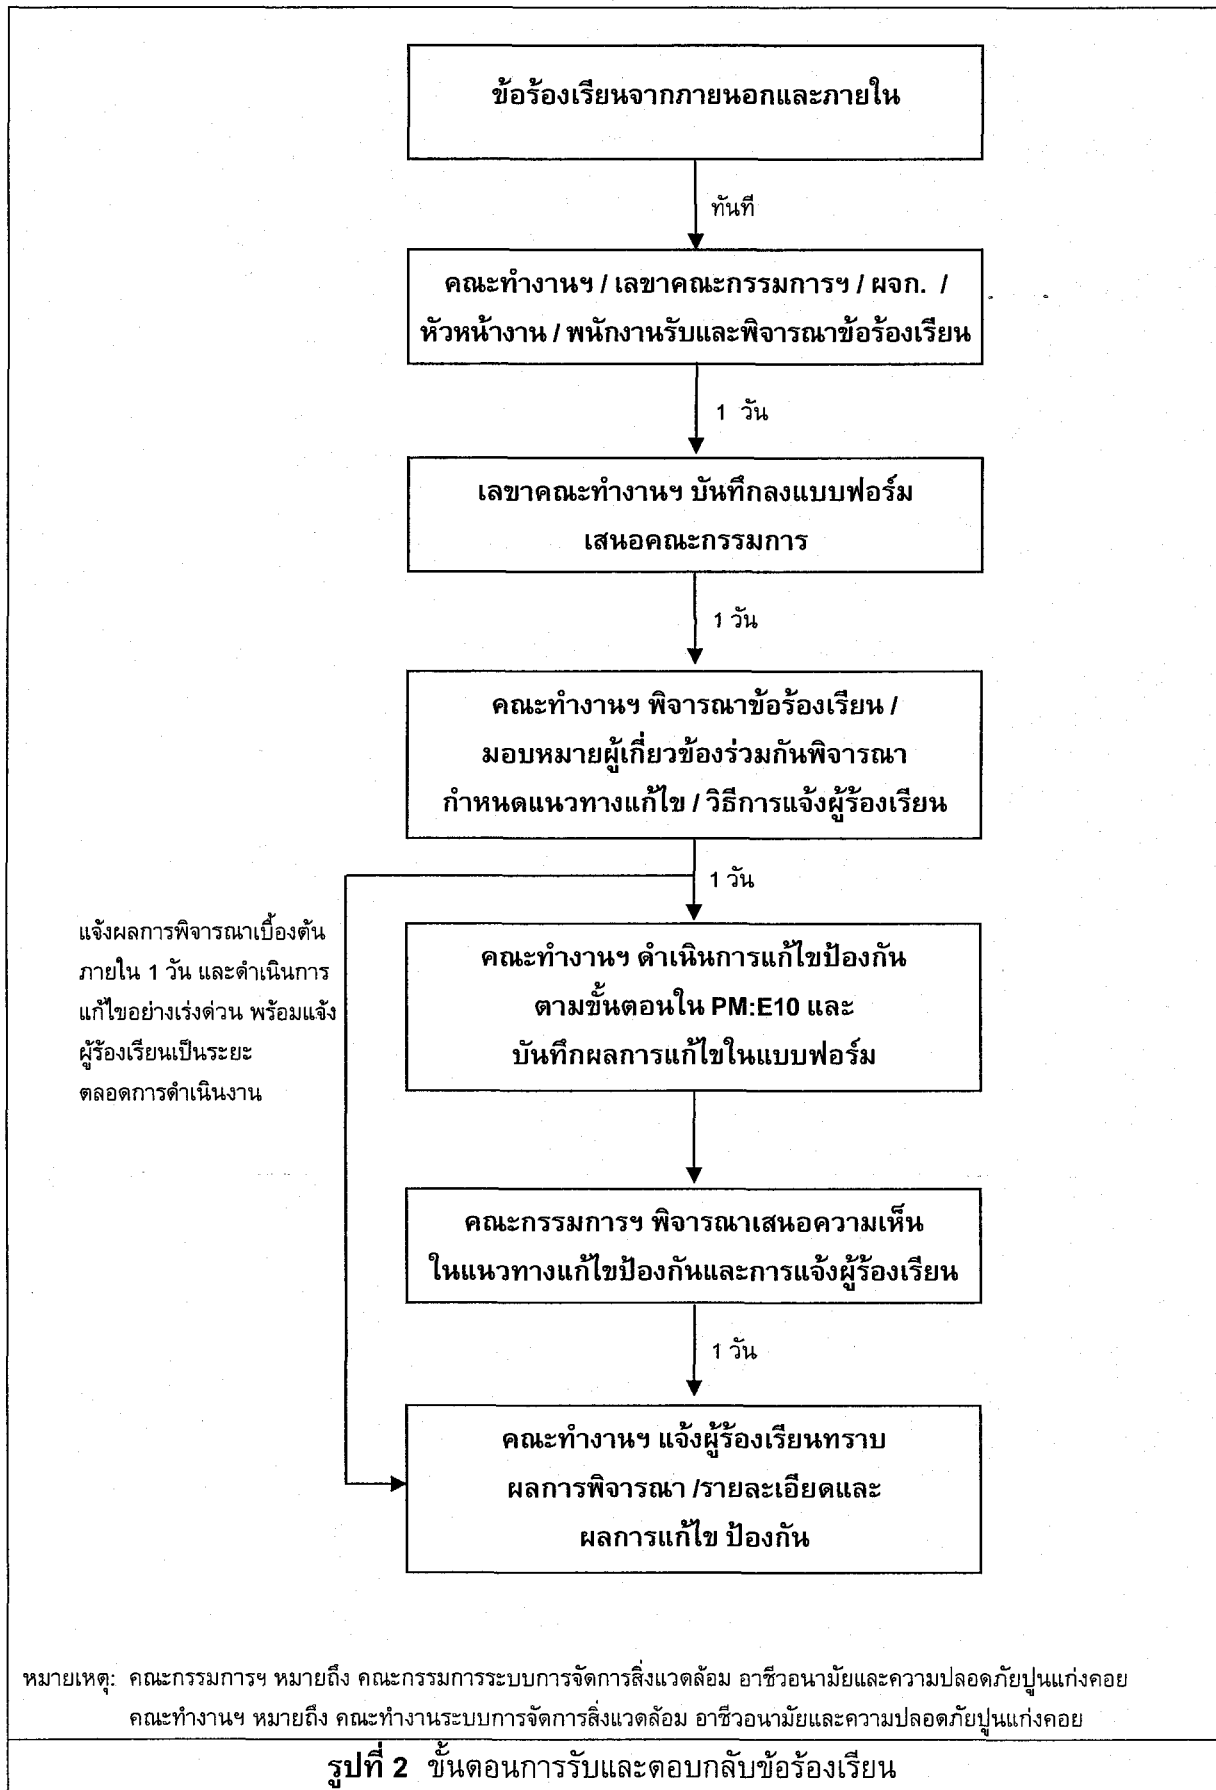 ข้อร้องเรียนจากภายนอกและภายใน
ทันที
คณะทำงานฯ / เลขาคณะกรรมการฯ / ผจก. /
หัวหน้างาน / พนักงานรับและพิจารณาข้อร้องเรียน
1 วัน
เลขาคณะทำงานฯ บันทึกลงแบบฟอร์ม
เสนอคณะกรรมการ
1 วัน
คณะทำงานฯ พิจารณาข้อร้องเรียน /
มอบหมายผู้เกี่ยวข้องร่วมกันพิจารณา
กำหนดแนวทางแก้ไข / วิธีการแจ้งผู้ร้องเรียน
1 วัน
แจ้งผลการพิจารณาเบื้องต้น
ภายใน 1 วัน และดำเนินการ
แก้ไขอย่างเร่งด่วน พร้อมแจ้ง
ผู้ร้องเรียนเป็นระยะ
ตลอดการดำเนินงาน
คณะทำงานฯ ดำเนินการแก้ไขป้องกัน
ตามขั้นตอนใน PM:E10 และ
บันทึกผลการแก้ไขในแบบฟอร์ม
คณะกรรมการฯ พิจารณาเสนอความเห็น
ในแนวทางแก้ไขป้องกันและการแจ้งผู้ร้องเรียน
1 วัน
คณะทำงานฯ แจ้งผู้ร้องเรียนทราบ
ผลการพิจารณา /รายละเอียดและ
ผลการแก้ไข ป้องกัน
หมายเหตุ: คณะกรรมการฯ หมายถึง คณะกรรมการระบบการจัดการสิ่งแวดล้อม อาชีวอนามัยและความปลอดภัยปูนแก่งคอย
คณะทำงานฯ หมายถึง คณะทำงานระบบการจัดการสิ่งแวดล้อม อาชีวอนามัยและความปลอดภัยปูนแก่งคอย
รูปที่ 2 ขั้นตอนการรับและตอบกลับข้อร้องเรียน